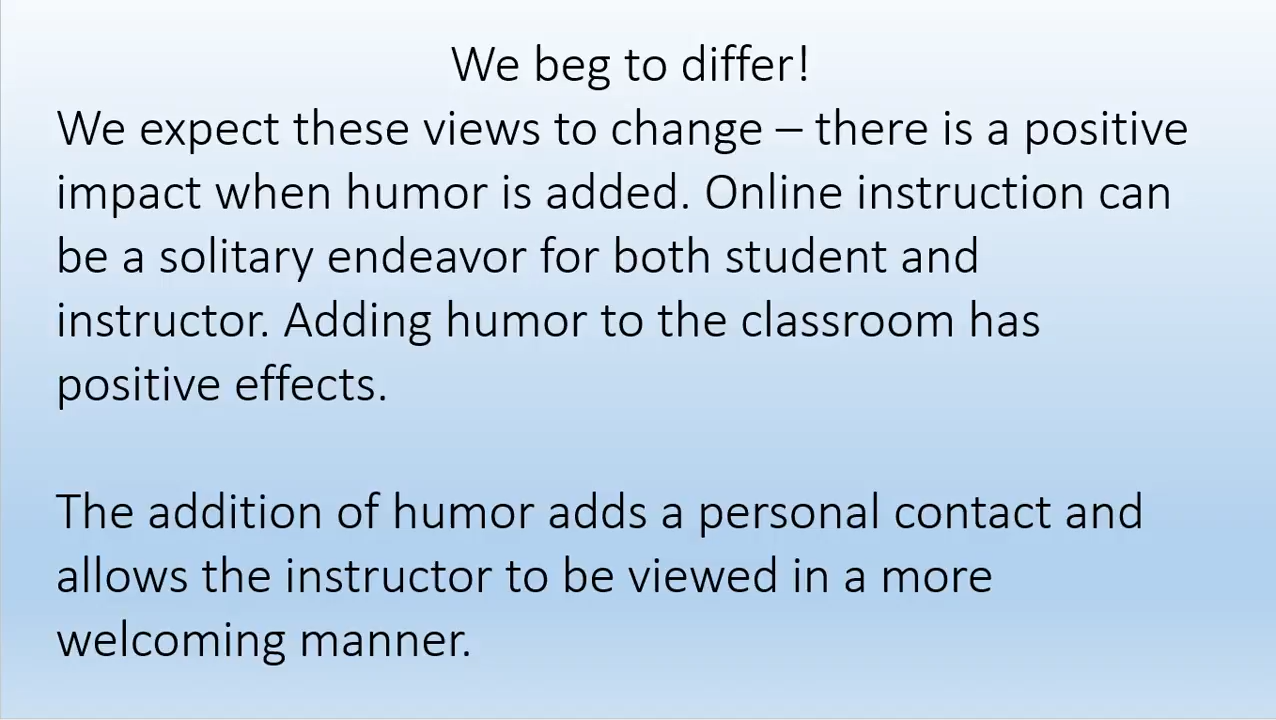 We beg to differ!
We expect these views to change – there is a positive
impact when humor is added. Online instruction can
be a solitary endeavor for both student and
instructor. Adding humor to the classroom has
positive effects.
The addition of humor adds a personal contact and
allows the instructor to be viewed in a more
welcoming manner.